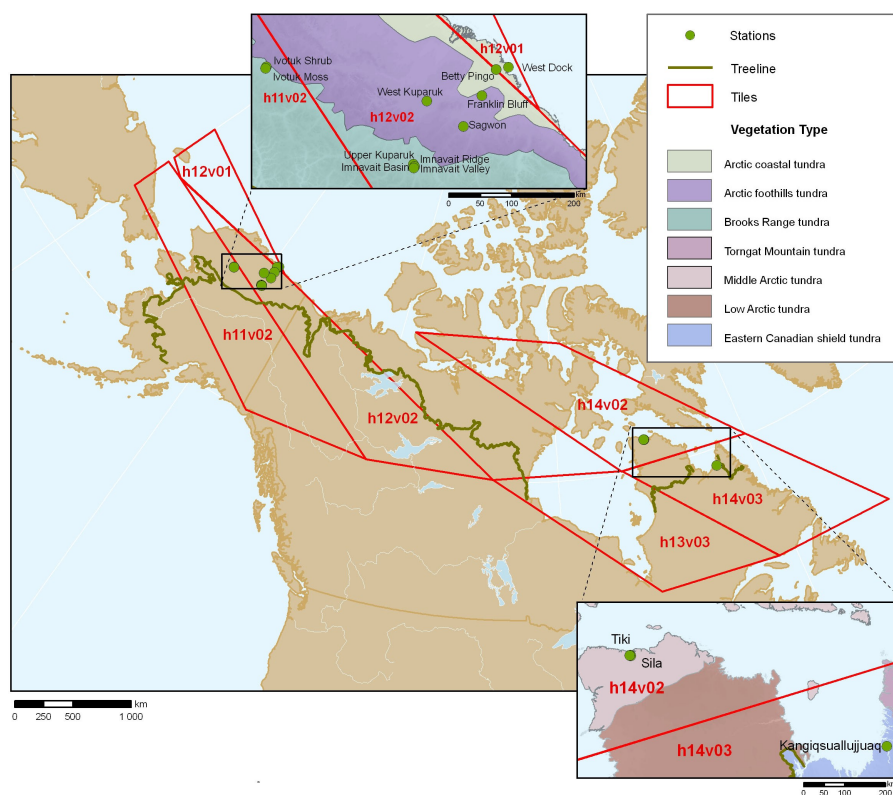 Ivotuk Shrub
Ivotuk Moss
h11v02
h12v01
West Dock
Betty Pingo
West Kuparuk
h12v02
Franklin Bluff
Sagwon
Upper Kuparuk
Imnavait Ridge
Imnavait Basin
Imnavait Valley
0 50 100 200
km
Stations
Treeline
Tiles
Vegetation Type
Arctic coastal tundra
Arctic foothills tundra
Brooks Range tundra
Torngat Mountain tundra
Middle Arctic tundra
Low Arctic tundra
Eastern Canadian shield tundra
h12v01
h11v02
h12v02
h14v02
h14v03
h13v03
km
0 250 500 1 000
Tiki
Sila
h14v02
h14v03
Kangiqsuallujjuaq
km
0 50 100 200